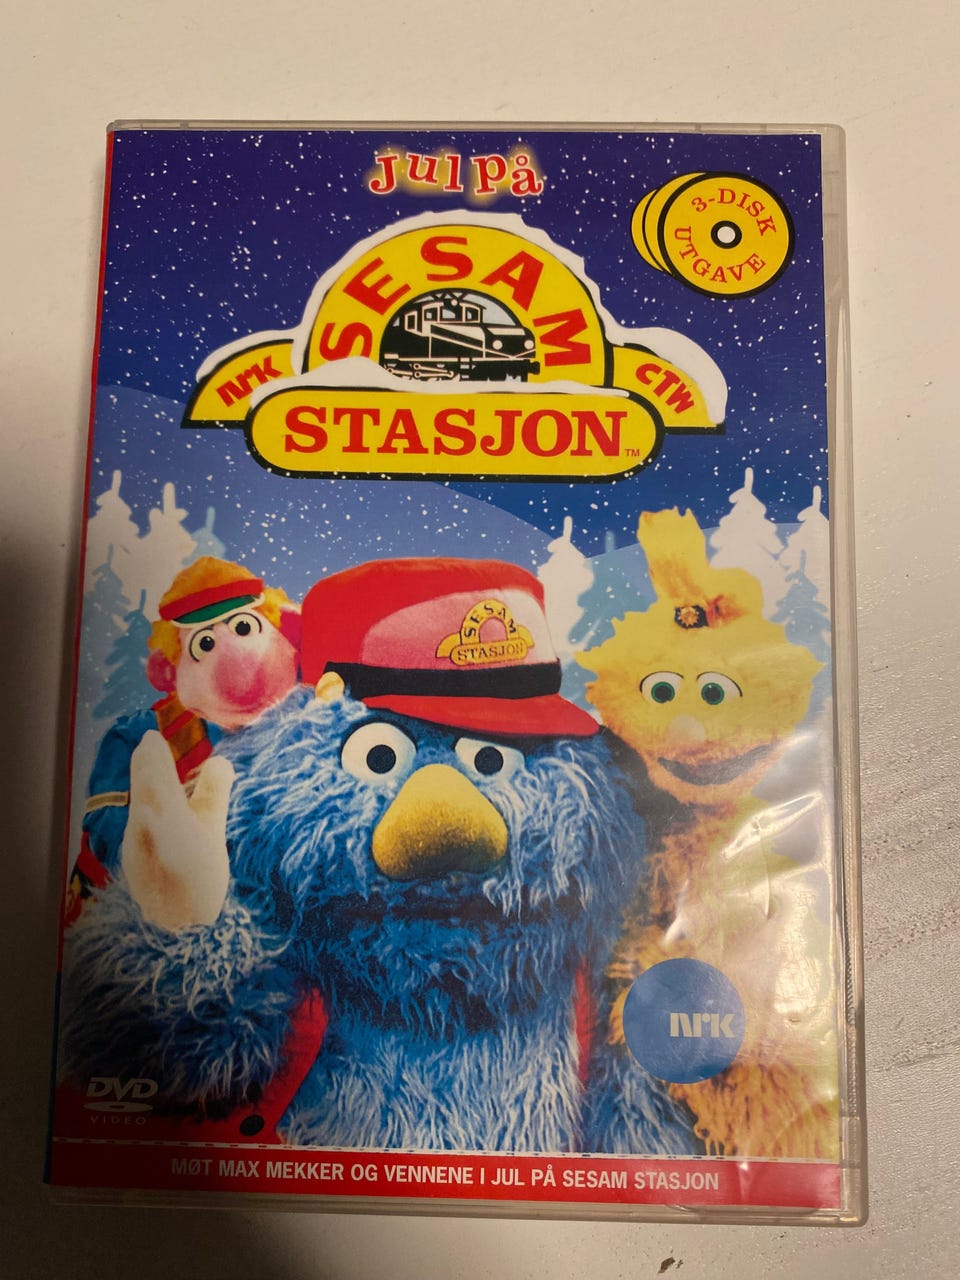 Jul på
3-DISK
UTGAVE
SESAM
NRK
CTW
STASJON™
SESAM
STASJON
NRK
DVD
VIDEO
MØT MAX MEKKER OG VENNENE I JUL PÅ SESAM STASJON